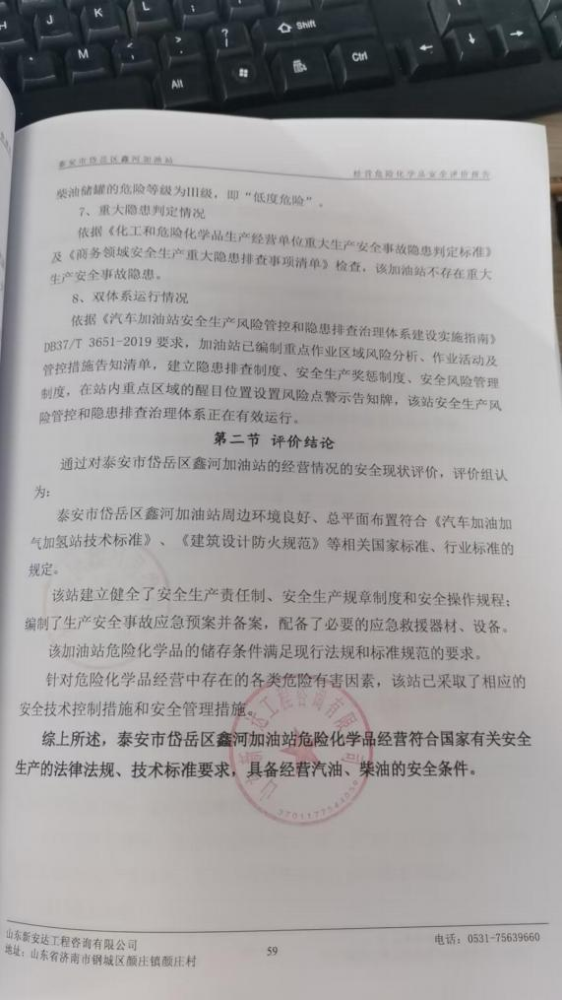 H
J
K
L
M
<
,
>
.
?
/
Shift
Alt
Ctrl
泰安市岱岳区鑫河加油站
经营危险化学品安全评价报告
柴油储罐的危险等级为III级，即“低度危险”。
7、重大隐患判定情况
依据《化工和危险化学品生产经营单位重大生产安全事故隐患判定标准》
及《商务领域安全生产重大隐患排查事项清单》检查，该加油站不存在重大
生产安全事故隐患。
8、双体系运行情况
依据《汽车加油站安全生产风险管控和隐患排查治理体系建设实施指南》
DB37/T 3651-2019 要求，加油站已编制重点作业区域风险分析、作业活动及
管控措施告知清单，建立隐患排查制度、安全生产奖惩制度、安全风险管理
制度，在站内重点区域的醒目位置设置风险点警示告知牌，该站安全生产风
险管控和隐患排查治理体系正在有效运行。
第二节 评价结论
通过对泰安市岱岳区鑫河加油站的经营情况的安全现状评价，评价组认
为：
泰安市岱岳区鑫河加油站周边环境良好、总平面布置符合《汽车加油加
气加氢站技术标准》、《建筑设计防火规范》等相关国家标准、行业标准的
规定。
该站建立健全了安全生产责任制、安全生产规章制度和安全操作规程；
编制了生产安全事故应急预案并备案，配备了必要的应急救援器材、设备。
该加油站危险化学品的储存条件满足现行法规和标准规范的要求。
针对危险化学品经营中存在的各类危险有害因素，该站已采取了相应的
安全技术控制措施和安全管理措施。
综上所述，泰安市岱岳区鑫河加油站危险化学品经营符合国家有关安全
生产的法律法规、技术标准要求，具备经营汽油、柴油的安全条件。
山东新安达工程咨询有限公司
山东新安达工程咨询有限公司
地址：山东省济南市钢城区颜庄镇颜庄村
59
电话：0531-75639660